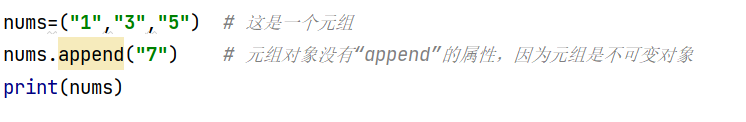 nums=("1","3","5")  # 这是一个元组
nums.append("7")    # 元组对象没有“append”的属性，因为元组是不可变对象
print(nums)